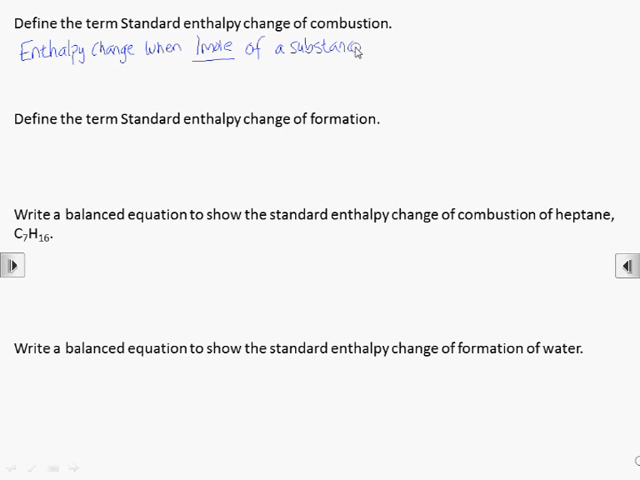 Define the term Standard enthalpy change of combustion.
Enthalpy change when 1mole of a substance
Define the term Standard enthalpy change of formation.
Write a balanced equation to show the standard enthalpy change of combustion of heptane,
C₇H₁₆.
Write a balanced equation to show the standard enthalpy change of formation of water.